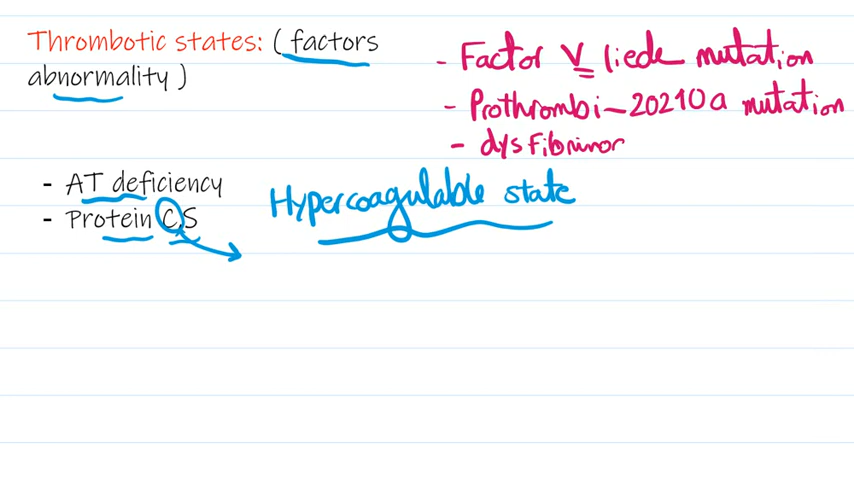 Thrombotic states: ( factors
abnormality )
- Factor V liede mutation
- Prothrombi-20210a mutation
- dysfibrinor
- AT deficiency
- Protein C,S
Hypercoagulable state